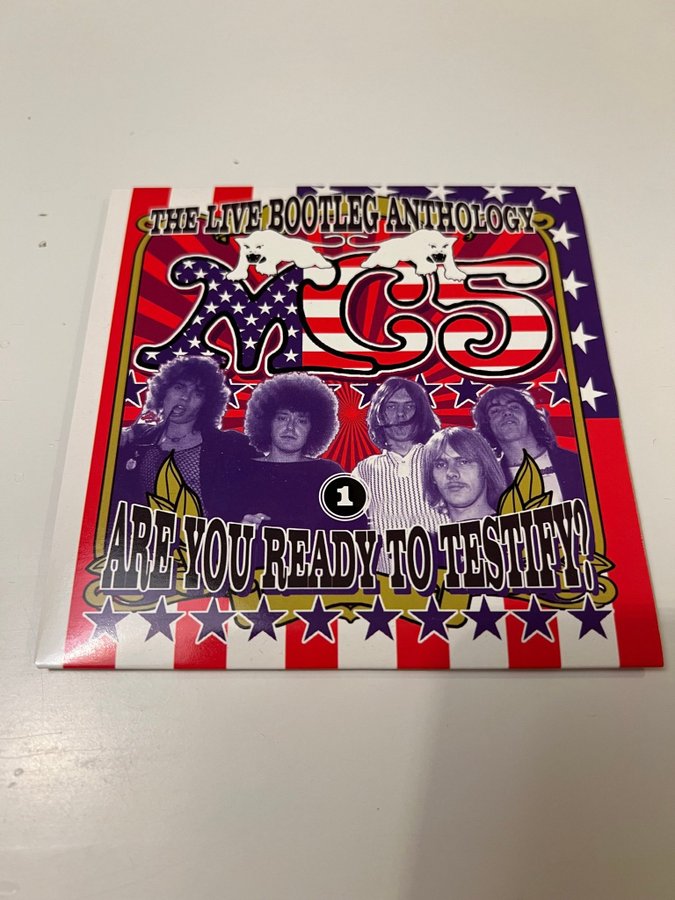 THE LIVE BOOTLEG ANTHOLOGY
MC5
1
ARE YOU READY TO TESTIFY?